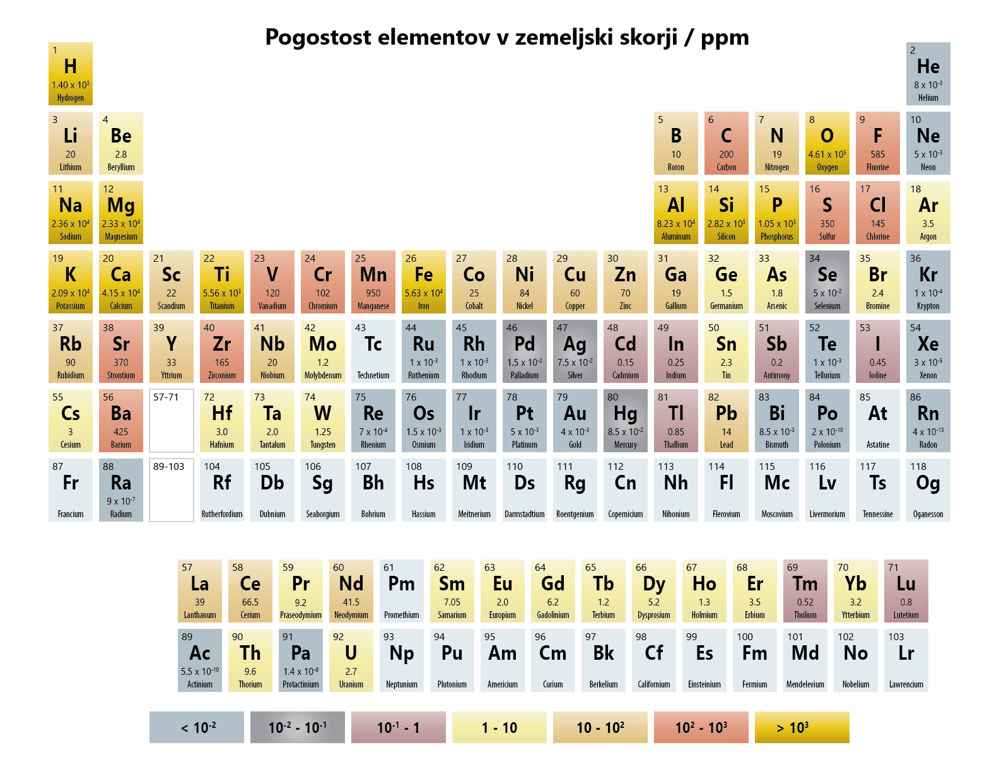 Pogostost elementov v zemeljski skorji / ppm
1
H
1.40 x 10³
Hydrogen
2
He
8 x 10⁻³
Helium
3
Li
20
Lithium
4
Be
2.8
Beryllium
5
B
10
Boron
6
C
200
Carbon
7
N
19
Nitrogen
8
O
4.61 x 10⁵
Oxygen
9
F
585
Fluorine
10
Ne
5 x 10⁻³
Neon
11
Na
2.36 x 10⁴
Sodium
12
Mg
2.33 x 10⁴
Magnesium
13
Al
8.23 x 10⁴
Aluminum
14
Si
2.82 x 10⁵
Silicon
15
P
1.05 x 10³
Phosphorus
16
S
350
Sulfur
17
Cl
145
Chlorine
18
Ar
3.5
Argon
19
K
2.09 x 10⁴
Potassium
20
Ca
4.15 x 10⁴
Calcium
21
Sc
22
Scandium
22
Ti
5.56 x 10³
Titanium
23
V
120
Vanadium
24
Cr
102
Chromium
25
Mn
950
Manganese
26
Fe
5.63 x 10⁴
Iron
27
Co
25
Cobalt
28
Ni
84
Nickel
29
Cu
60
Copper
30
Zn
70
Zinc
31
Ga
19
Gallium
32
Ge
1.5
Germanium
33
As
1.8
Arsenic
34
Se
5 x 10⁻²
Selenium
35
Br
2.4
Bromine
36
Kr
1 x 10⁻⁴
Krypton
37
Rb
90
Rubidium
38
Sr
370
Strontium
39
Y
33
Yttrium
40
Zr
165
Zirconium
41
Nb
20
Niobium
42
Mo
1.2
Molybdenum
43
Tc
Technetium
44
Ru
1 x 10⁻³
Ruthenium
45
Rh
1 x 10⁻³
Rhodium
46
Pd
1.5 x 10⁻²
Palladium
47
Ag
7.5 x 10⁻²
Silver
48
Cd
0.15
Cadmium
49
In
0.25
Indium
50
Sn
2.3
Tin
51
Sb
0.2
Antimony
52
Te
1 x 10⁻³
Tellurium
53
I
0.45
Iodine
54
Xe
3 x 10⁻⁵
Xenon
55
Cs
3
Cesium
56
Ba
425
Barium
57-71
72
Hf
3.0
Hafnium
73
Ta
2.0
Tantalum
74
W
1.25
Tungsten
75
Re
7 x 10⁻⁴
Rhenium
76
Os
1.5 x 10⁻³
Osmium
77
Ir
1 x 10⁻³
Iridium
78
Pt
5 x 10⁻³
Platinum
79
Au
4 x 10⁻³
Gold
80
Hg
8.5 x 10⁻²
Mercury
81
Tl
0.85
Thallium
82
Pb
14
Lead
83
Bi
8.5 x 10⁻³
Bismuth
84
Po
2 x 10⁻¹⁰
Polonium
85
At
Astatine
86
Rn
4 x 10⁻¹³
Radon
87
Fr
Francium
88
Ra
9 x 10⁻⁷
Radium
89-103
104
Rf
Rutherfordium
105
Db
Dubnium
106
Sg
Seaborgium
107
Bh
Bohrium
108
Hs
Hassium
109
Mt
Meitnerium
110
Ds
Darmstadtium
111
Rg
Roentgenium
112
Cn
Copernicium
113
Nh
Nihonium
114
Fl
Flerovium
115
Mc
Moscovium
116
Lv
Livermorium
117
Ts
Tennessine
118
Og
Oganesson
57
La
39
Lanthanum
58
Ce
66.5
Cerium
59
Pr
9.2
Praseodymium
60
Nd
41.5
Neodymium
61
Pm
Promethium
62
Sm
7.05
Samarium
63
Eu
2.0
Europium
64
Gd
6.2
Gadolinium
65
Tb
1.2
Terbium
66
Dy
5.2
Dysprosium
67
Ho
1.3
Holmium
68
Er
3.5
Erbium
69
Tm
0.52
Thulium
70
Yb
3.2
Ytterbium
71
Lu
0.8
Lutetium
89
Ac
5.5 x 10⁻¹⁰
Actinium
90
Th
9.6
Thorium
91
Pa
1.4 x 10⁻⁶
Protactinium
92
U
2.7
Uranium
93
Np
Neptunium
94
Pu
Plutonium
95
Am
Americium
96
Cm
Curium
97
Bk
Berkelium
98
Cf
Californium
99
Es
Einsteinium
100
Fm
Fermium
101
Md
Mendelevium
102
No
Nobelium
103
Lr
Lawrencium
< 10⁻²
10⁻² - 10⁻¹
10⁻¹ - 1
1 - 10
10 - 10²
10² - 10³
> 10³